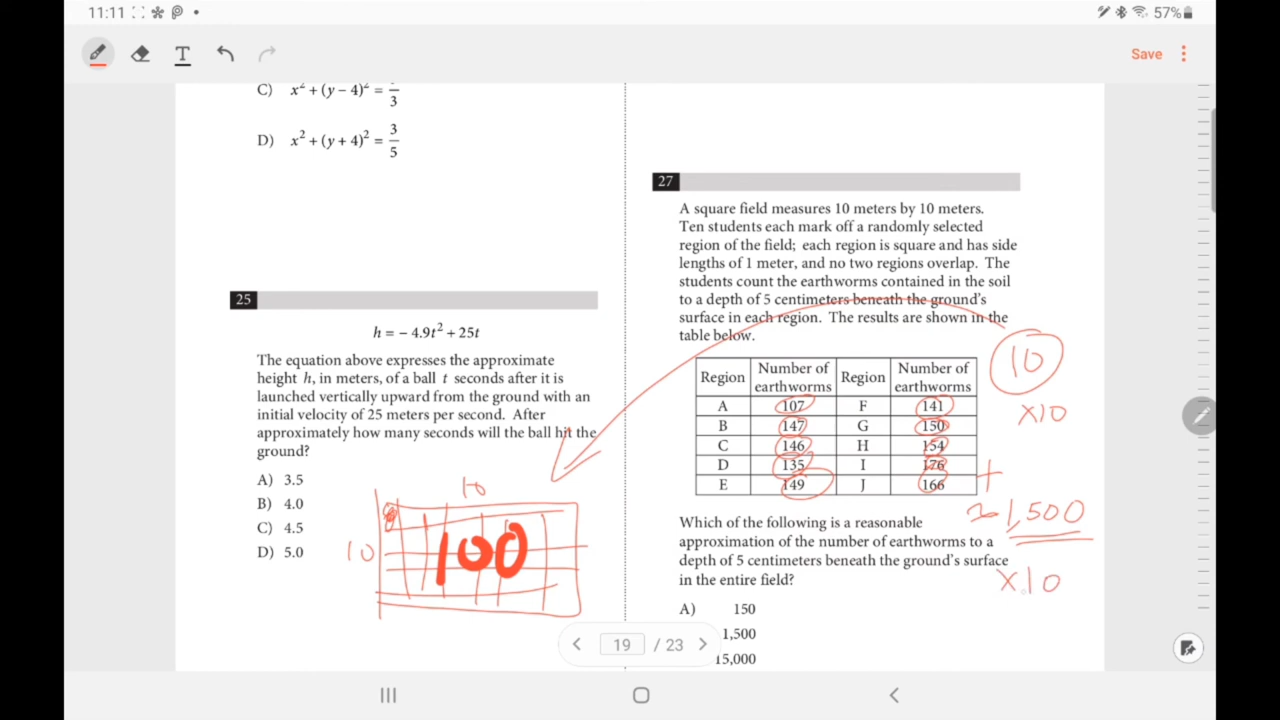 11:11
57%
T
Save
C) x² + (y − 4)² = /3
D) x² + (y + 4)² = 3/5
25
h = − 4.9t² + 25t
The equation above expresses the approximate
height h, in meters, of a ball t seconds after it is
launched vertically upward from the ground with an
initial velocity of 25 meters per second. After
approximately how many seconds will the ball hit the
ground?
A) 3.5
B) 4.0
C) 4.5
D) 5.0
10
10
100
27
A square field measures 10 meters by 10 meters.
Ten students each mark off a randomly selected
region of the field; each region is square and has side
lengths of 1 meter, and no two regions overlap. The
students count the earthworms contained in the soil
to a depth of 5 centimeters beneath the ground's
surface in each region. The results are shown in the
table below.
Region Number of earthworms Region Number of earthworms
A 107 F 141
B 147 G 150
C 146 H 154
D 135 I 176
E 149 J 166
10
×10
+
~1,500
×10
Which of the following is a reasonable
approximation of the number of earthworms to a
depth of 5 centimeters beneath the ground's surface
in the entire field?
A) 150
1,500
15,000
19 / 23